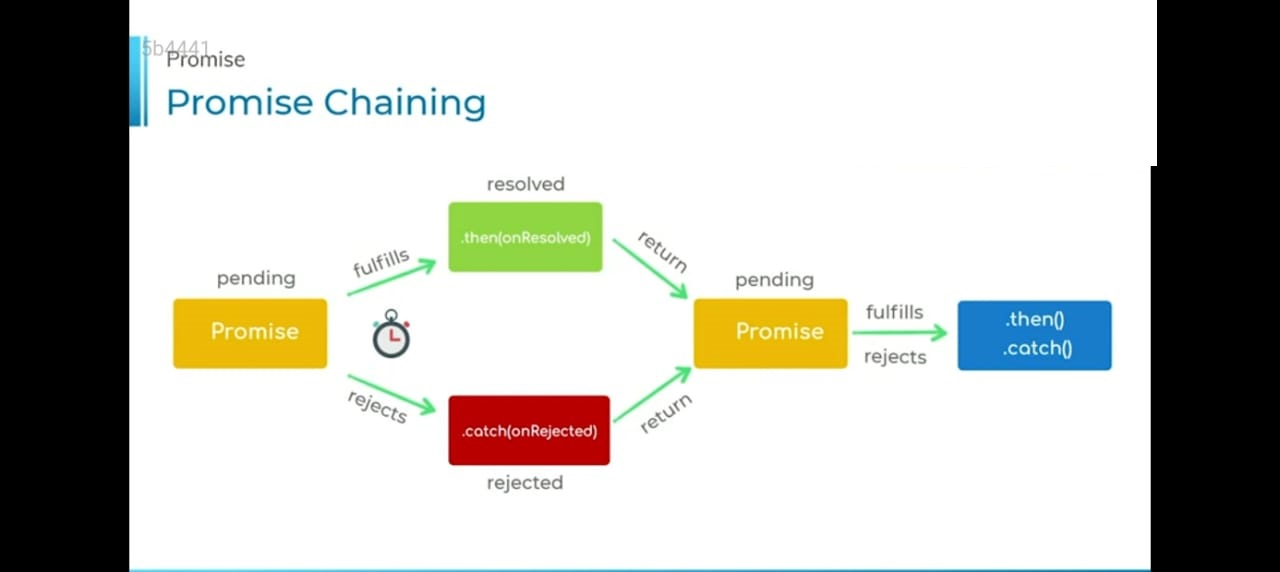 5b4441
Promise
Promise Chaining
resolved
.then(onResolved)
fulfills
return
pending
Promise
pending
Promise
fulfills
rejects
.then()
.catch()
rejects
.catch(onRejected)
return
rejected